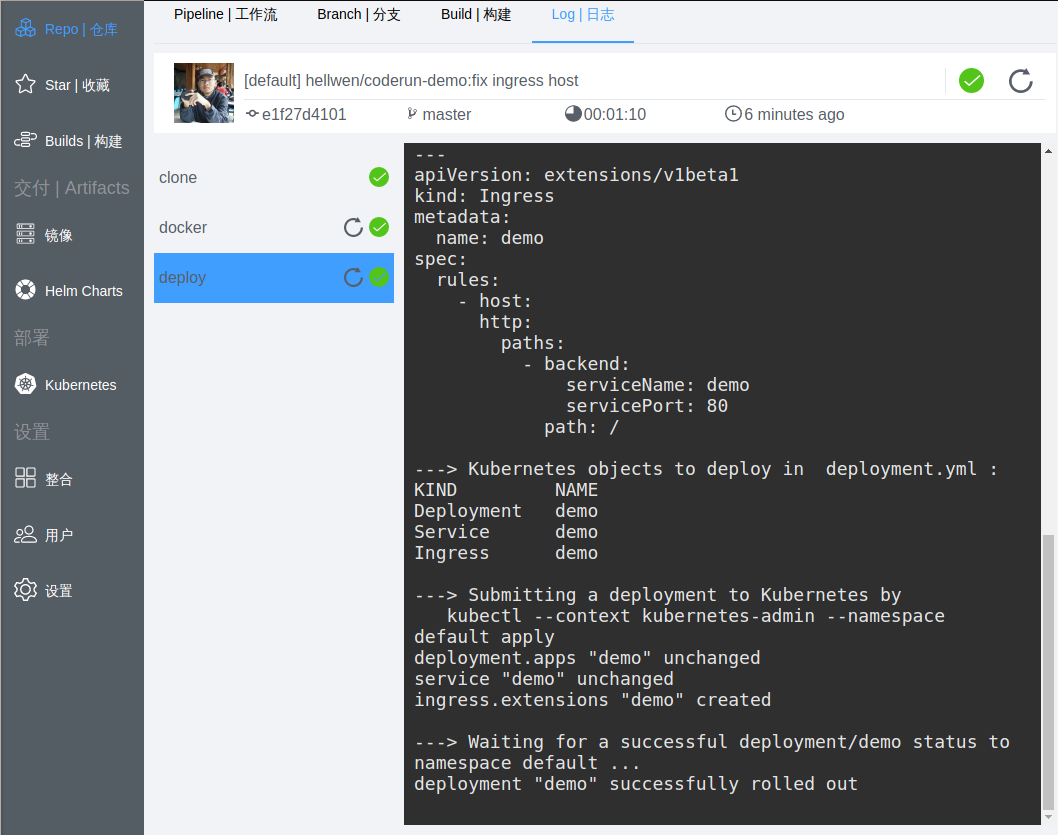 Repo | 仓库
Star | 收藏
Builds | 构建
交付 | Artifacts
镜像
Helm Charts
部署
Kubernetes
设置
整合
用户
设置
Pipeline | 工作流
Branch | 分支
Build | 构建
Log | 日志
[default] hellwen/coderun-demo:fix ingress host
e1f27d4101
master
00:01:10
6 minutes ago
clone
docker
deploy
---
apiVersion: extensions/v1beta1
kind: Ingress
metadata:
  name: demo
spec:
  rules:
    - host:
      http:
        paths:
          - backend:
              serviceName: demo
              servicePort: 80
            path: /
---> Kubernetes objects to deploy in  deployment.yml :
KIND         NAME
Deployment   demo
Service      demo
Ingress      demo
---> Submitting a deployment to Kubernetes by
   kubectl --context kubernetes-admin --namespace
default apply
deployment.apps "demo" unchanged
service "demo" unchanged
ingress.extensions "demo" created
---> Waiting for a successful deployment/demo status to
namespace default ...
deployment "demo" successfully rolled out